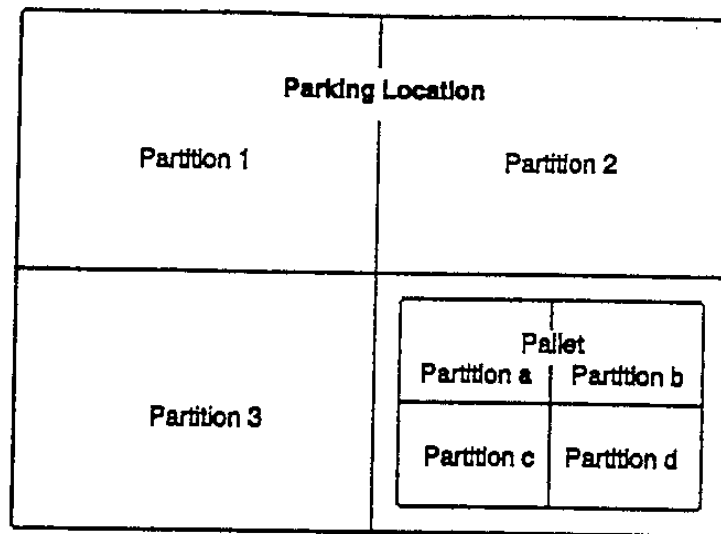 Parking Location
Partition 1
Partition 2
Pallet
Partition a
Partition b
Partition 3
Partition c
Partition d